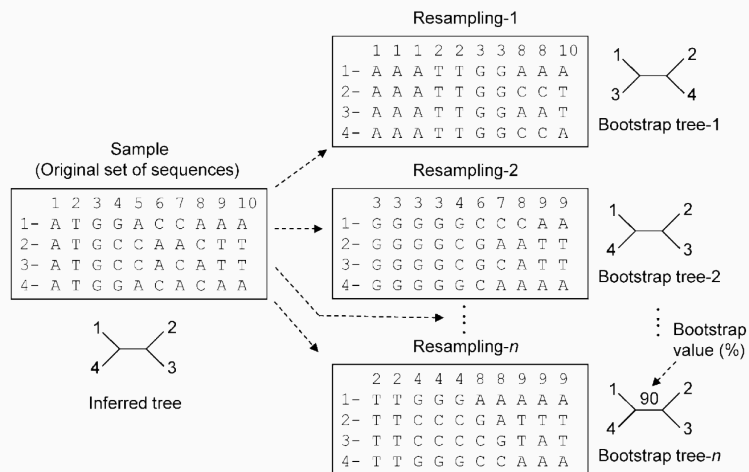 Resampling-1
1 1 1 2 2 3 3 8 8 10
1- A A A T T G G A A A
2- A A A T T G G C C T
3- A A A T T G G A A T
4- A A A T T G G C C A
1 2
3 4
Bootstrap tree-1
Sample
(Original set of sequences)
1 2 3 4 5 6 7 8 9 10
1- A T G G A C C A A A
2- A T G C C A A C T T
3- A T G C C A C A T T
4- A T G G A C A C A A
1 2
4 3
Inferred tree
Resampling-2
3 3 3 3 4 6 7 8 9 9
1- G G G G G C C C A A
2- G G G G C G A A T T
3- G G G G C G C A T T
4- G G G G G C A A A A
1 2
4 3
Bootstrap tree-2
Bootstrap
value (%)
Resampling-n
2 2 4 4 4 8 8 9 9 9
1- T T G G G A A A A A
2- T T C C C G A T T T
3- T T C C C C G T A T
4- T T G G G C C A A A
1 90 2
4 3
Bootstrap tree-n